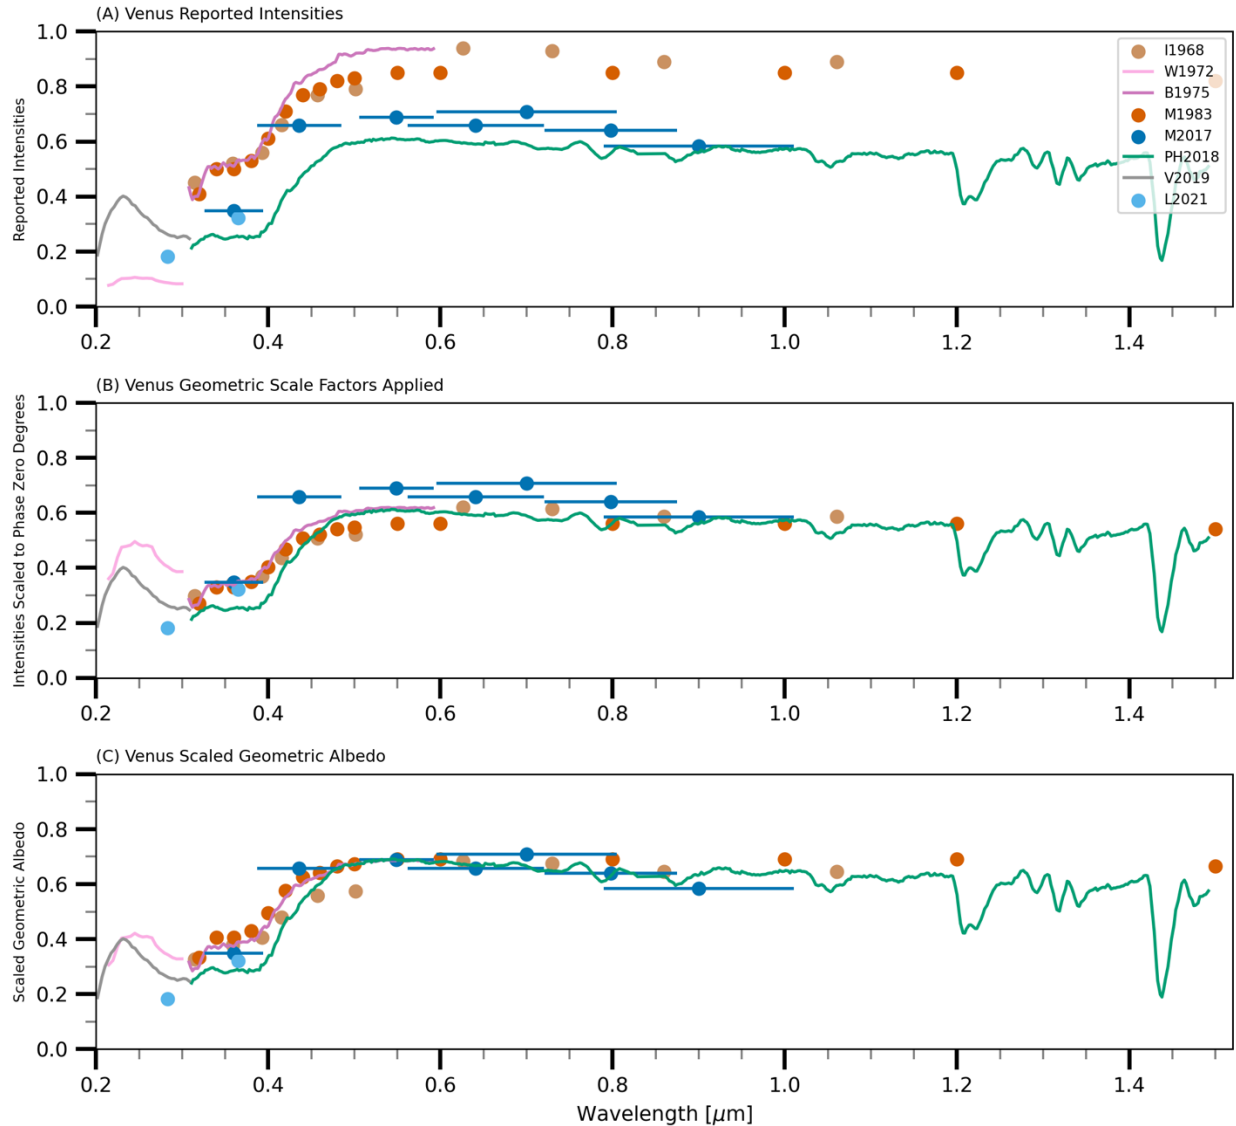 (A) Venus Reported Intensities
Reported Intensities
1.0
0.8
0.6
0.4
0.2
0.0
0.2 0.4 0.6 0.8 1.0 1.2 1.4
I1968
W1972
B1975
M1983
M2017
PH2018
V2019
L2021
(B) Venus Geometric Scale Factors Applied
Intensities Scaled to Phase Zero Degrees
1.0
0.8
0.6
0.4
0.2
0.0
0.2 0.4 0.6 0.8 1.0 1.2 1.4
(C) Venus Scaled Geometric Albedo
Scaled Geometric Albedo
1.0
0.8
0.6
0.4
0.2
0.0
0.2 0.4 0.6 0.8 1.0 1.2 1.4
Wavelength [μm]